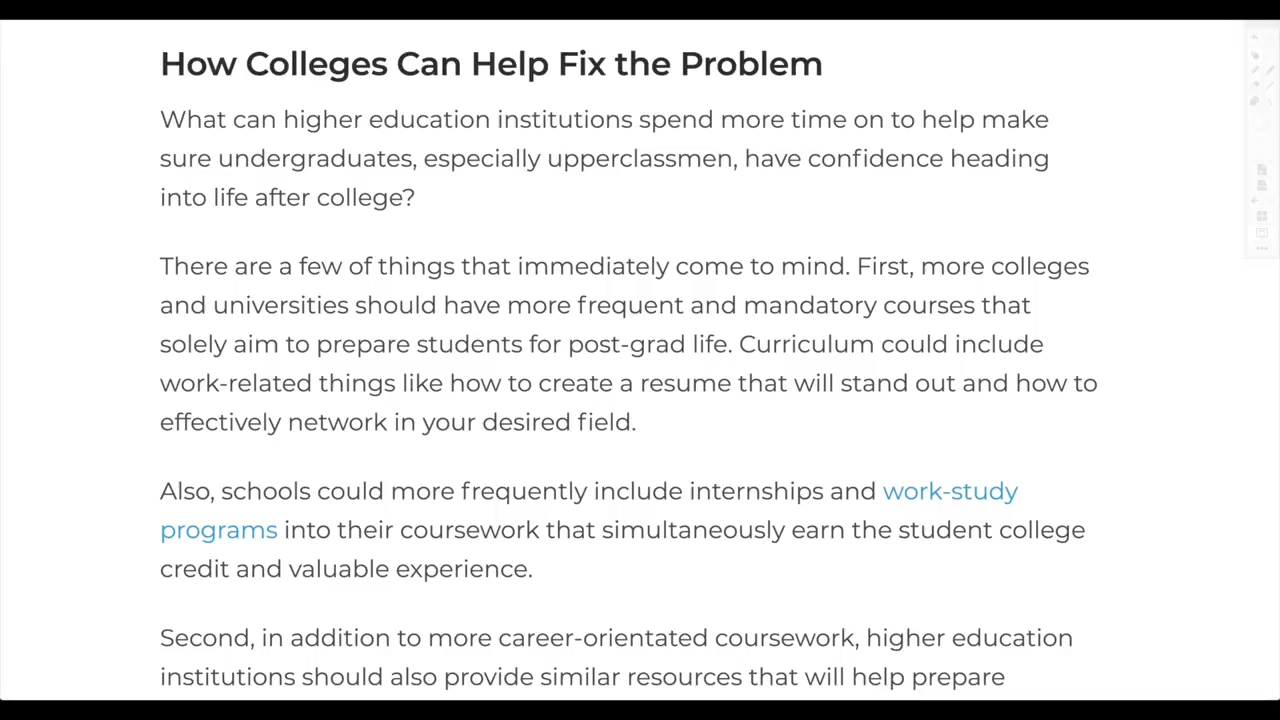 How Colleges Can Help Fix the Problem
What can higher education institutions spend more time on to help make
sure undergraduates, especially upperclassmen, have confidence heading
into life after college?
There are a few of things that immediately come to mind. First, more colleges
and universities should have more frequent and mandatory courses that
solely aim to prepare students for post-grad life. Curriculum could include
work-related things like how to create a resume that will stand out and how to
effectively network in your desired field.
Also, schools could more frequently include internships and work-study
programs into their coursework that simultaneously earn the student college
credit and valuable experience.
Second, in addition to more career-orientated coursework, higher education
institutions should also provide similar resources that will help prepare